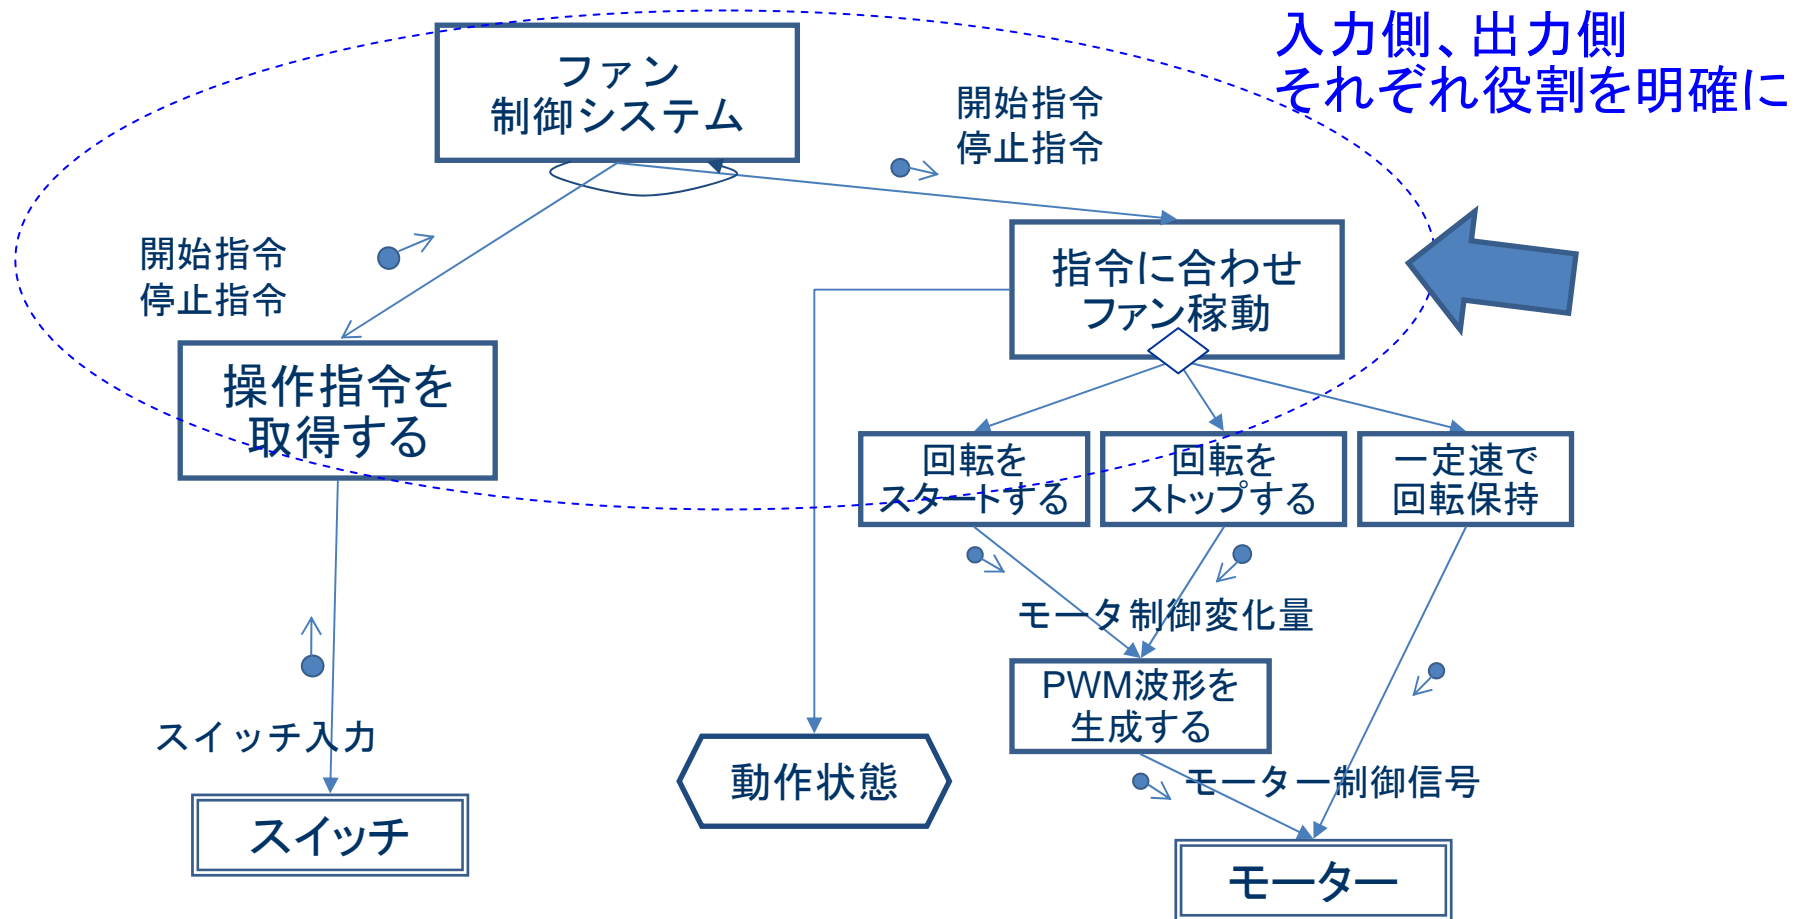 入力側、出力側
それぞれ役割を明確に
ファン
制御システム
開始指令
停止指令
開始指令
停止指令
指令に合わせ
ファン稼動
操作指令を
取得する
回転を
スタートする
回転を
ストップする
一定速で
回転保持
モータ制御変化量
PWM波形を
生成する
スイッチ入力
動作状態
モーター制御信号
スイッチ
モーター